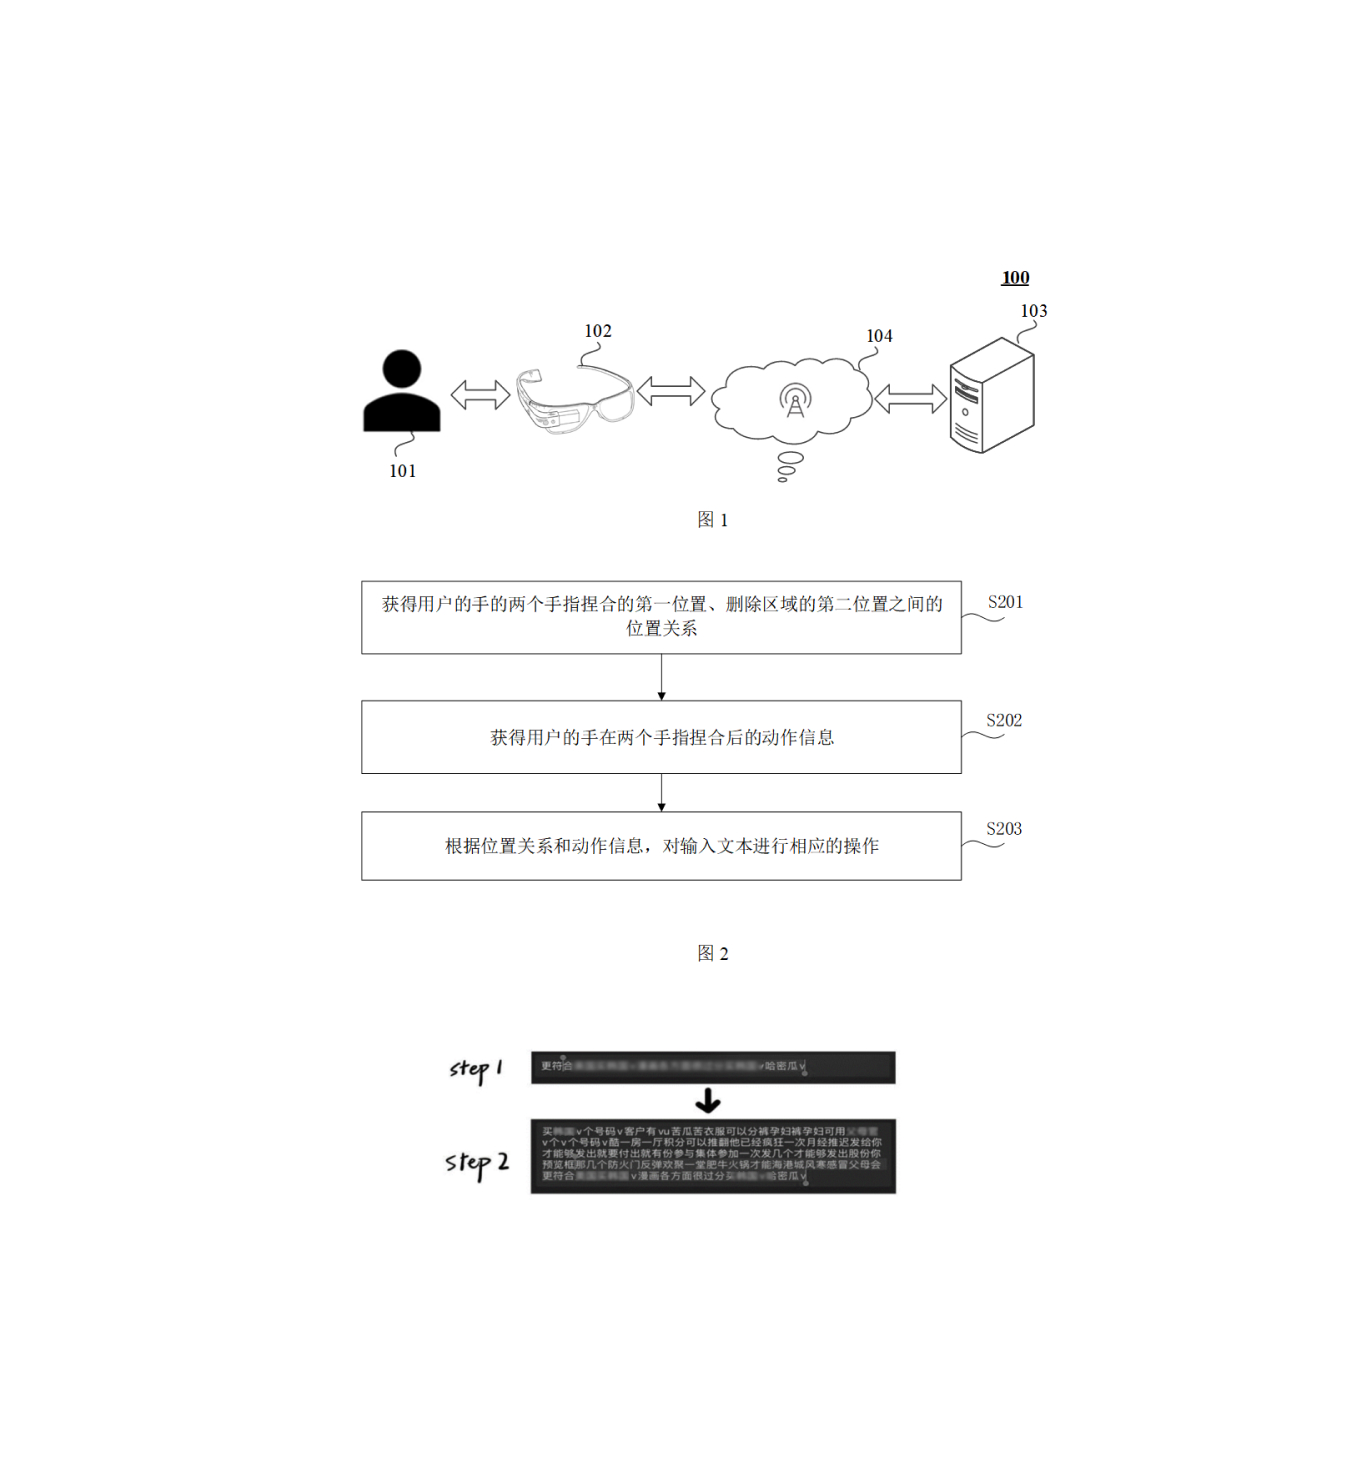 100
103
102
104
101
图 1
获得用户的手的两个手指捏合的第一位置、删除区域的第二位置之间的
位置关系
S201
S202
获得用户的手在两个手指捏合后的动作信息
S203
根据位置关系和动作信息，对输入文本进行相应的操作
图 2
step 1
更符合 哈密瓜v
step 2
买 v个号码v客户有vu苦瓜苦衣服可以分裤孕妇裤孕妇可用
v个v个号码v酷一房一厅积分可以推翻他已经疯狂一次月经推迟发给你
才能够发出就要付出就有份参与集体参加一次发几个才能够发出股份你
预览框那几个防火门反弹欢聚一堂肥牛火锅才能海港城风寒感冒父母会
更符合 v漫画各方面很过分 哈密瓜v